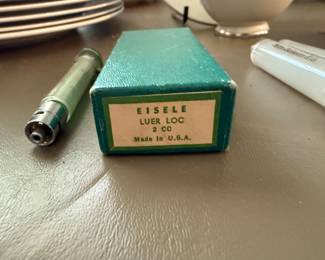 EISELE
LUER LOC
2 CC
Made In U.S.A.